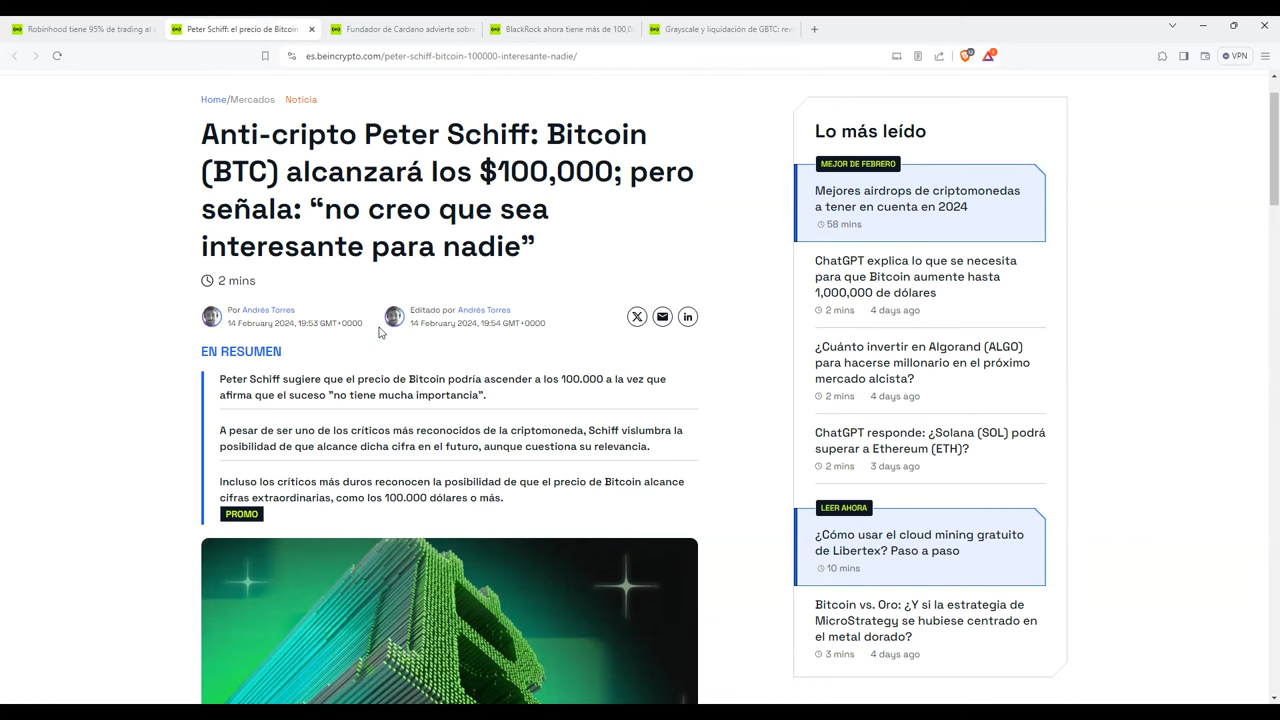 Robinhood tiene 95% de trading al
Peter Schiff: el precio de Bitcoin
Fundador de Cardano advierte sobre
BlackRock ahora tiene más de 100,0
Grayscale y liquidación de GBTC: rev
es.beincrypto.com/peter-schiff-bitcoin-100000-interesante-nadie/
VPN
Home/Mercados Noticia
Anti-cripto Peter Schiff: Bitcoin
(BTC) alcanzará los $100,000; pero
señala: “no creo que sea
interesante para nadie”
2 mins
Por Andrés Torres
14 February 2024, 19:53 GMT+0000
Editado por Andrés Torres
14 February 2024, 19:54 GMT+0000
EN RESUMEN
Peter Schiff sugiere que el precio de Bitcoin podría ascender a los 100.000 a la vez que
afirma que el suceso "no tiene mucha importancia".
A pesar de ser uno de los críticos más reconocidos de la criptomoneda, Schiff vislumbra la
posibilidad de que alcance dicha cifra en el futuro, aunque cuestiona su relevancia.
Incluso los críticos más duros reconocen la posibilidad de que el precio de Bitcoin alcance
cifras extraordinarias, como los 100.000 dólares o más.
PROMO
Lo más leído
MEJOR DE FEBRERO
Mejores airdrops de criptomonedas
a tener en cuenta en 2024
58 mins
ChatGPT explica lo que se necesita
para que Bitcoin aumente hasta
1,000,000 de dólares
2 mins 4 days ago
¿Cuánto invertir en Algorand (ALGO)
para hacerse millonario en el próximo
mercado alcista?
2 mins 4 days ago
ChatGPT responde: ¿Solana (SOL) podrá
superar a Ethereum (ETH)?
2 mins 3 days ago
LEER AHORA
¿Cómo usar el cloud mining gratuito
de Libertex? Paso a paso
10 mins
Bitcoin vs. Oro: ¿Y si la estrategia de
MicroStrategy se hubiese centrado en
el metal dorado?
3 mins 4 days ago